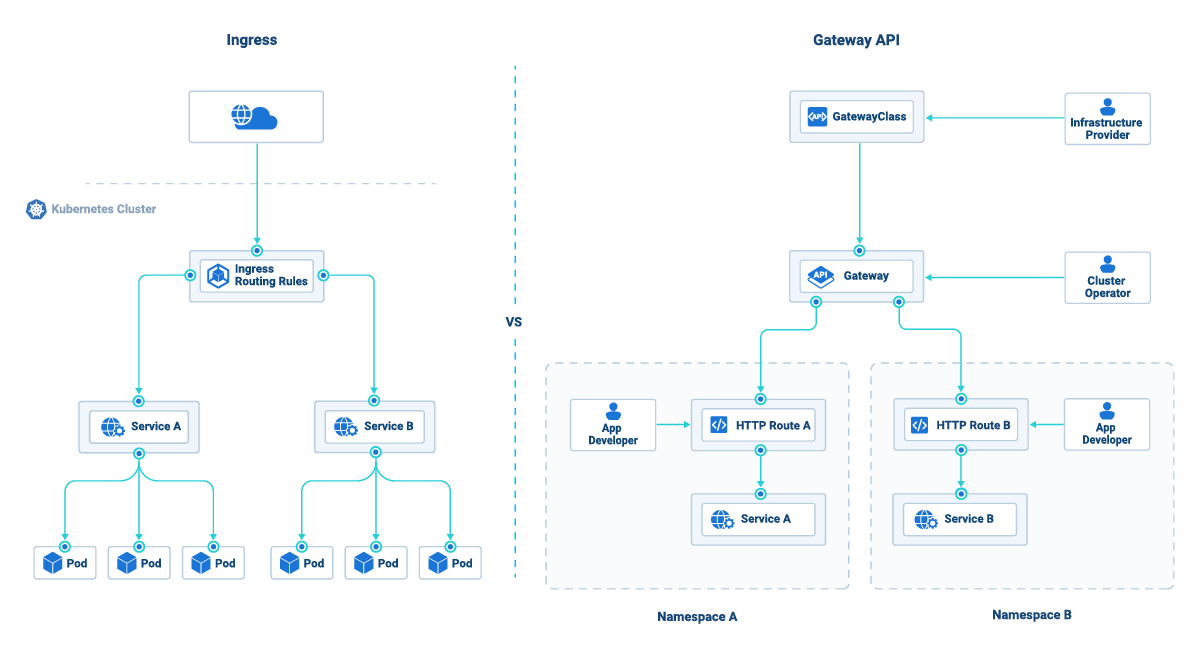 Ingress
Kubernetes Cluster
Ingress
Routing Rules
Service A
Service B
Pod
Pod
Pod
Pod
Pod
Pod
VS
Gateway API
API
GatewayClass
Infrastructure
Provider
API
Gateway
Cluster
Operator
App
Developer
HTTP Route A
HTTP Route B
App
Developer
Service A
Service B
Namespace A
Namespace B